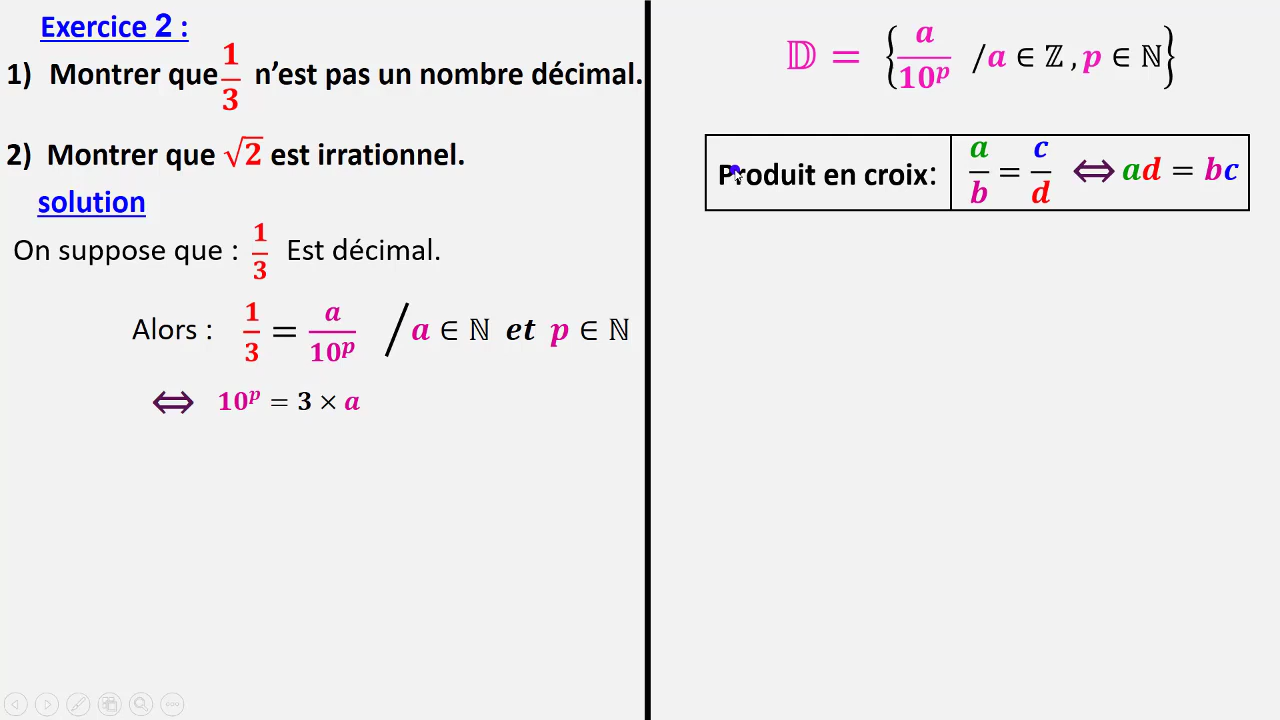 Exercice 2 :
1) Montrer que 1/3 n’est pas un nombre décimal.
2) Montrer que √2 est irrationnel.
solution
On suppose que : 1/3 Est décimal.
Alors : 1/3 = a/10^p / a ∈ ℕ et p ∈ ℕ
⇔ 10^p = 3 × a
𝔻 = {a/10^p / a ∈ ℤ , p ∈ ℕ}
Produit en croix: a/b = c/d ⇔ ad = bc